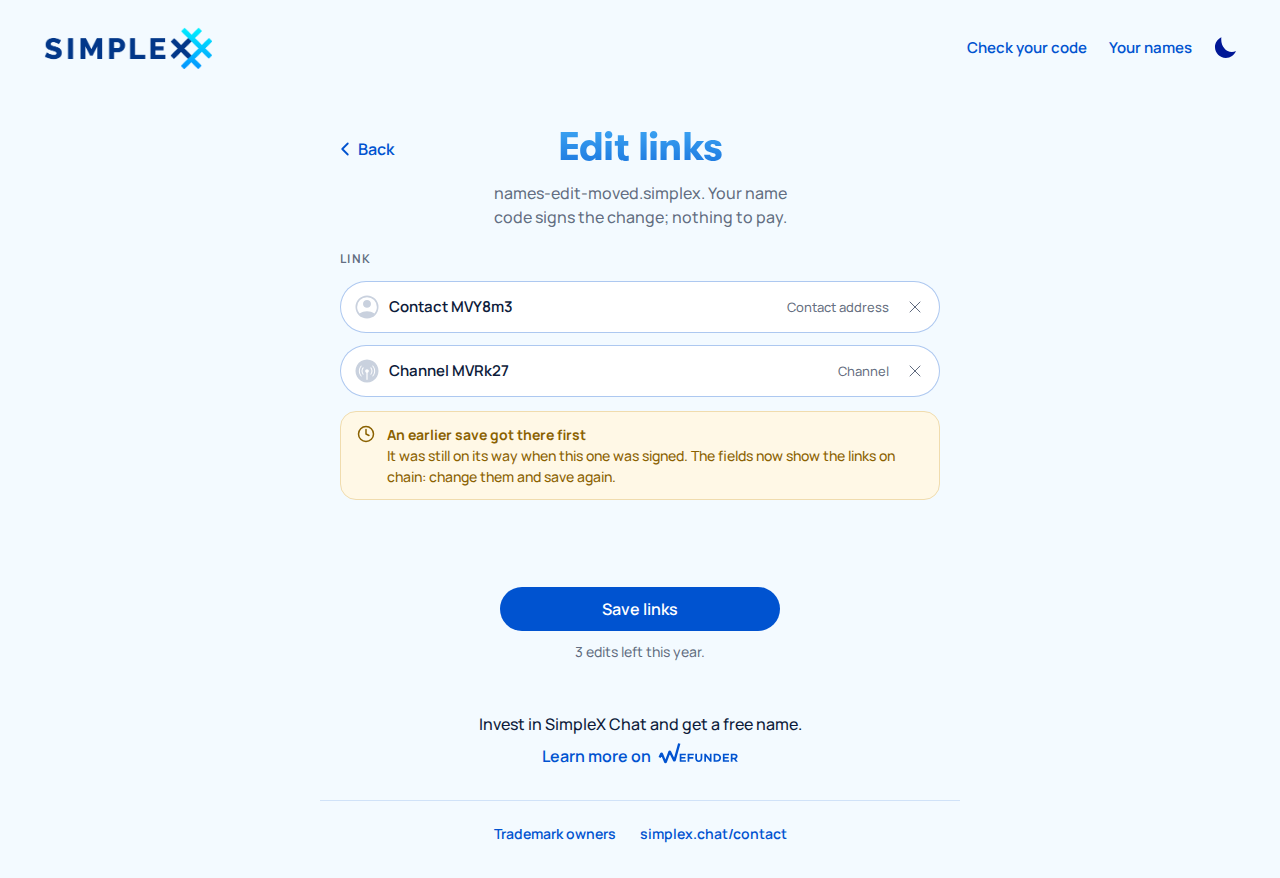 SIMPLEX
Check your code
Your names
Back
Edit links
names-edit-moved.simplex. Your name
code signs the change; nothing to pay.
LINK
Contact MVY8m3
Contact address
Channel MVRk27
Channel
An earlier save got there first
It was still on its way when this one was signed. The fields now show the links on
chain: change them and save again.
Save links
3 edits left this year.
Invest in SimpleX Chat and get a free name.
Learn more on WEFUNDER
Trademark owners
simplex.chat/contact